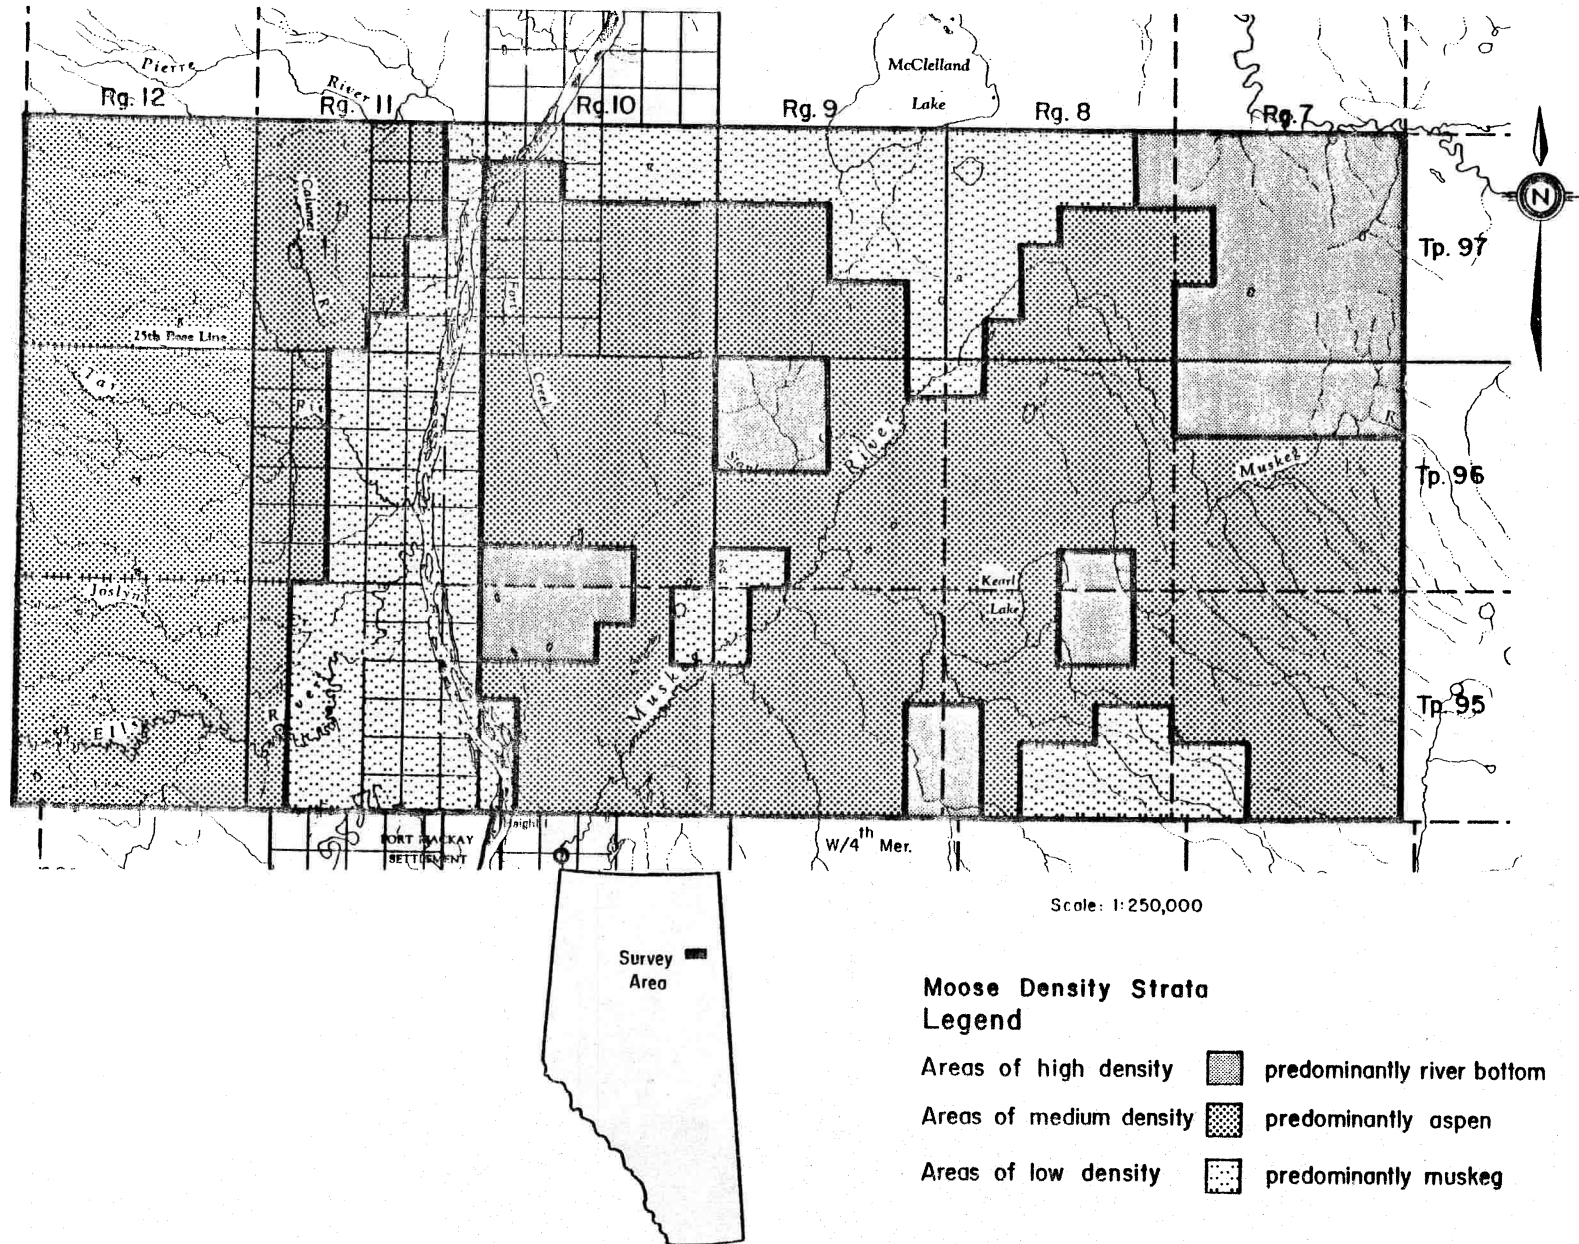 Pierre
River
McClelland
Lake
Rg. 12
Rg. 11
Rg. 10
Rg. 9
Rg. 8
Rg. 7
N
Calumet
R
Tp. 97
Fort
25th Base Line
Tar
River
Creek
River
R
Muskeg
Tp. 96
Joslyn
Kearl
Lake
Muskeg
Tp. 95
Ells
R
FORT MACKAY
SETTLEMENT
Haight
W/4th Mer.
Scale: 1:250,000
Survey
Area
Moose Density Strata
Legend
Areas of high density predominantly river bottom
Areas of medium density predominantly aspen
Areas of low density predominantly muskeg